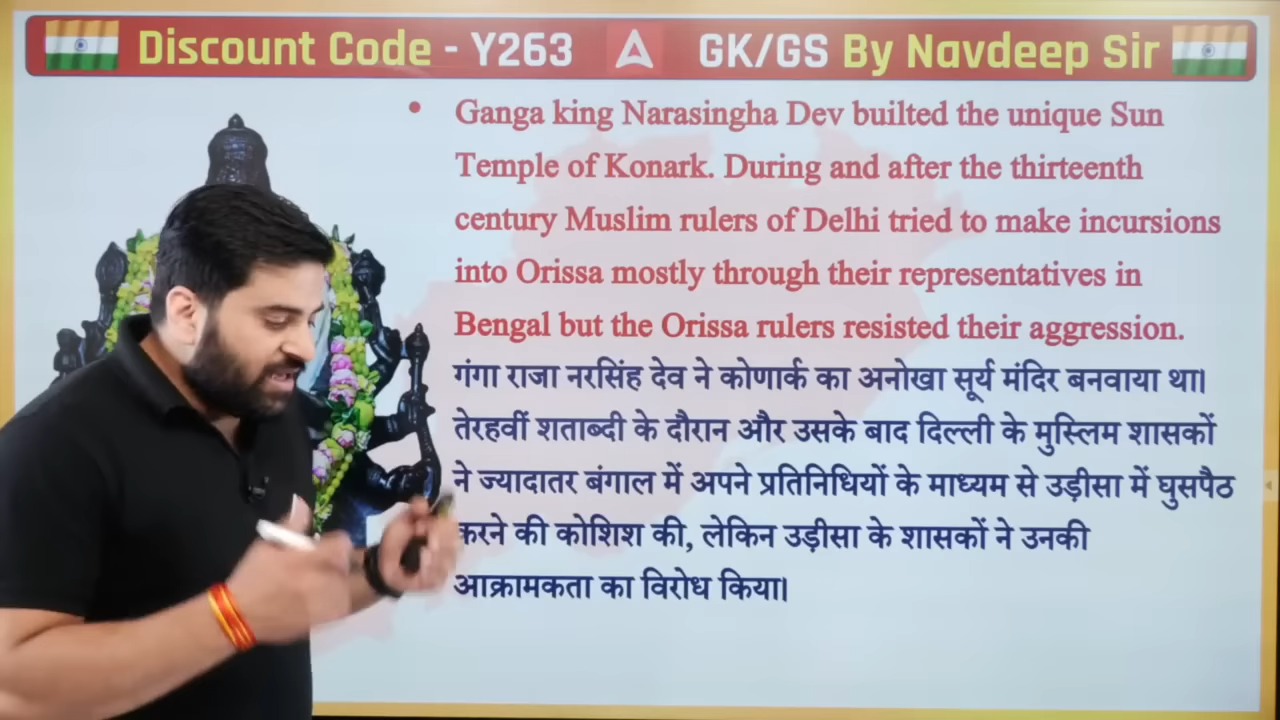 Discount Code - Y263 GK/GS By Navdeep Sir
• Ganga king Narasingha Dev builted the unique Sun
Temple of Konark. During and after the thirteenth
century Muslim rulers of Delhi tried to make incursions
into Orissa mostly through their representatives in
Bengal but the Orissa rulers resisted their aggression.
गंगा राजा नरसिंह देव ने कोणार्क का अनोखा सूर्य मंदिर बनवाया था।
तेरहवीं शताब्दी के दौरान और उसके बाद दिल्ली के मुस्लिम शासकों
ने ज्यादातर बंगाल में अपने प्रतिनिधियों के माध्यम से उड़ीसा में घुसपैठ
करने की कोशिश की, लेकिन उड़ीसा के शासकों ने उनकी
आक्रामकता का विरोध किया।